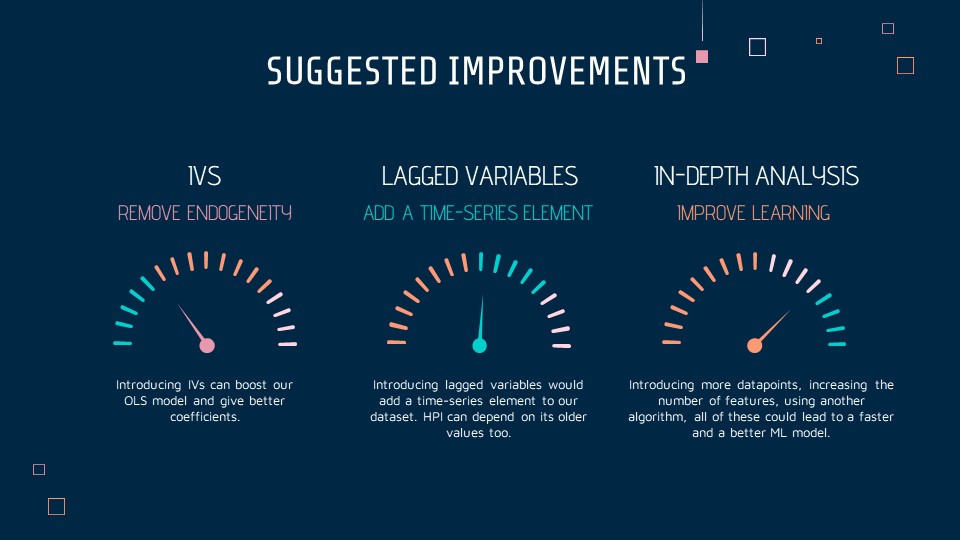 SUGGESTED IMPROVEMENTS
IVS
REMOVE ENDOGENEITY
Introducing IVs can boost our
OLS model and give better
coefficients.
LAGGED VARIABLES
ADD A TIME-SERIES ELEMENT
Introducing lagged variables would
add a time-series element to our
dataset. HPI can depend on its older
values too.
IN-DEPTH ANALYSIS
IMPROVE LEARNING
Introducing more datapoints, increasing the
number of features, using another
algorithm, all of these could lead to a faster
and a better ML model.